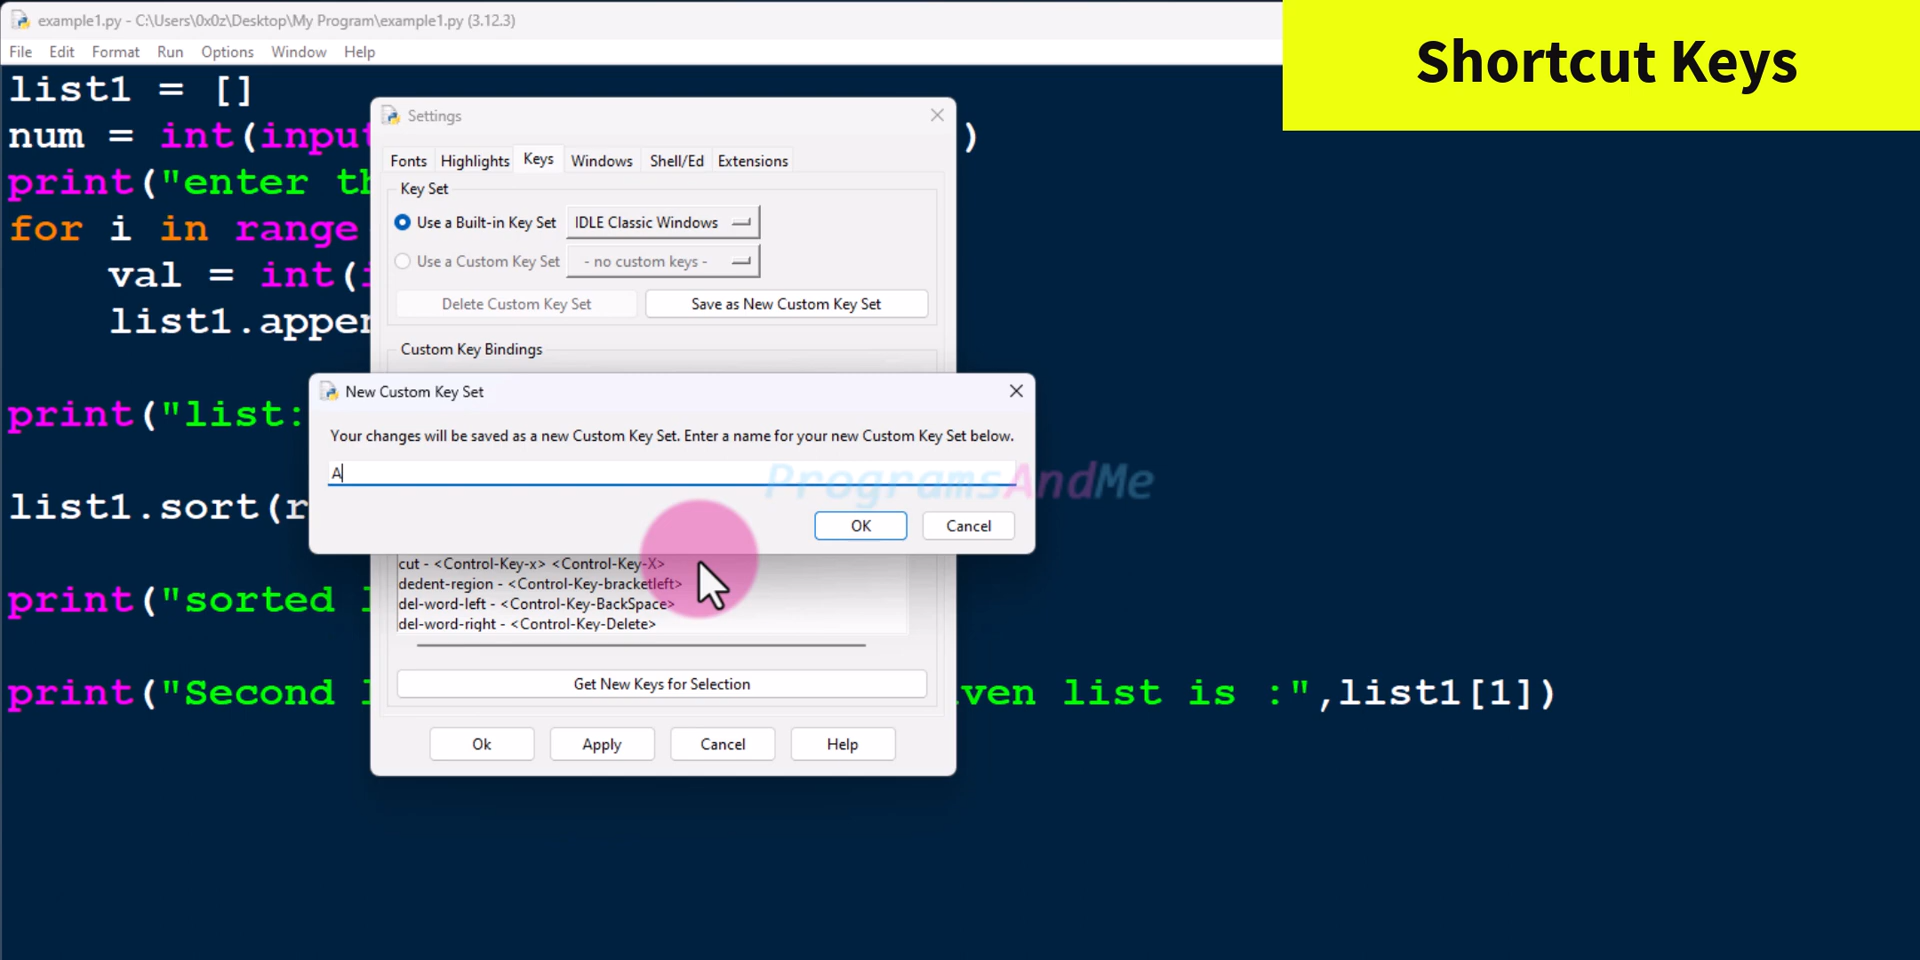 example1.py - C:\Users\0x0z\Desktop\My Program\example1.py (3.12.3)
Shortcut Keys
File Edit Format Run Options Window Help
list1 = []
num = int(input )
print("enter th
for i in range
val = int(i
list1.appen
print("list:
list1.sort(r
print("sorted l
print("Second l iven list is :",list1[1])
Settings
Fonts Highlights Keys Windows Shell/Ed Extensions
Key Set
Use a Built-in Key Set IDLE Classic Windows
Use a Custom Key Set - no custom keys -
Delete Custom Key Set Save as New Custom Key Set
Custom Key Bindings
New Custom Key Set
Your changes will be saved as a new Custom Key Set. Enter a name for your new Custom Key Set below.
A
ProgramsAndMe
OK Cancel
cut - <Control-Key-x> <Control-Key-X>
dedent-region - <Control-Key-bracketleft>
del-word-left - <Control-Key-BackSpace>
del-word-right - <Control-Key-Delete>
Get New Keys for Selection
Ok Apply Cancel Help